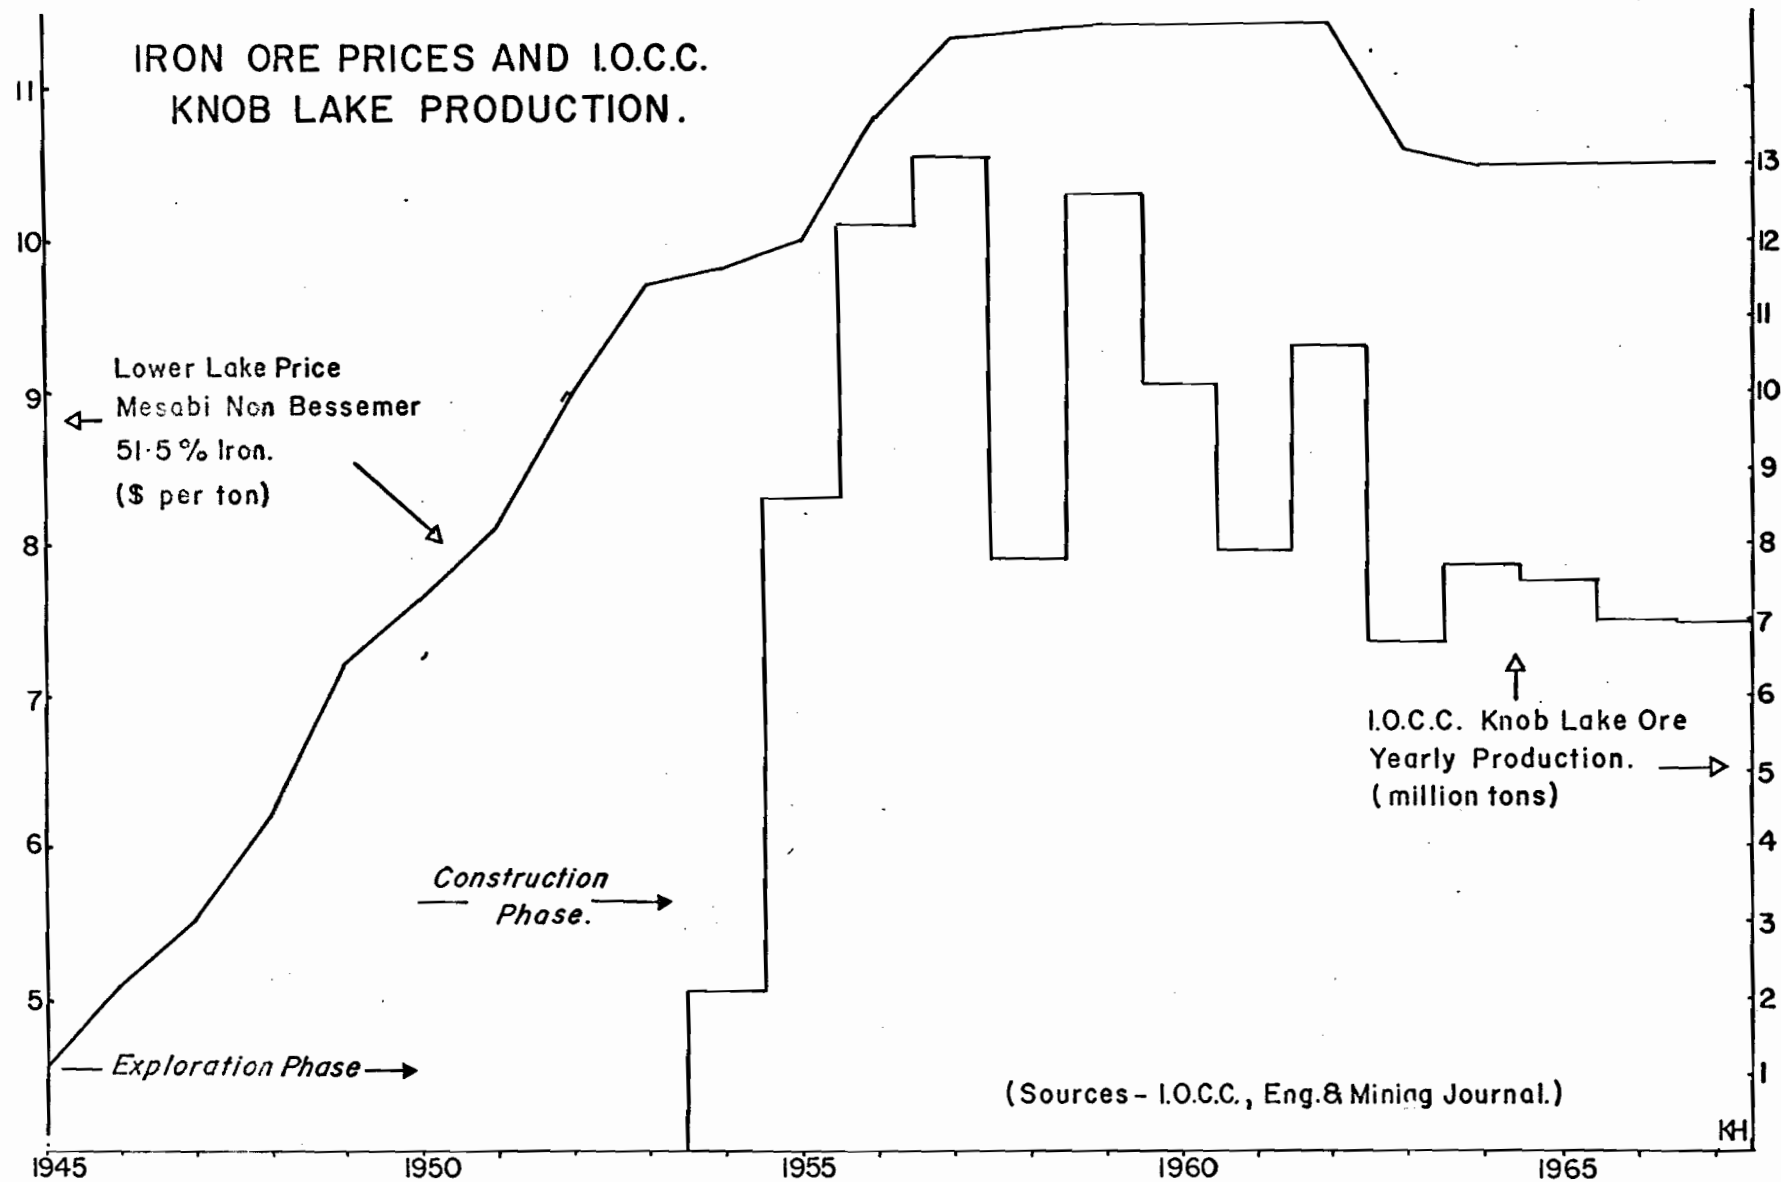 IRON ORE PRICES AND I.O.C.C.
KNOB LAKE PRODUCTION.
11
10
9
8
7
6
5
Lower Lake Price
Mesabi Non Bessemer
51·5% Iron.
($ per ton)
Construction
Phase.
Exploration Phase
13
12
11
10
9
8
7
6
5
4
3
2
1
I.O.C.C. Knob Lake Ore
Yearly Production.
(million tons)
(Sources – I.O.C.C., Eng. & Mining Journal.)
KH
1945
1950
1955
1960
1965